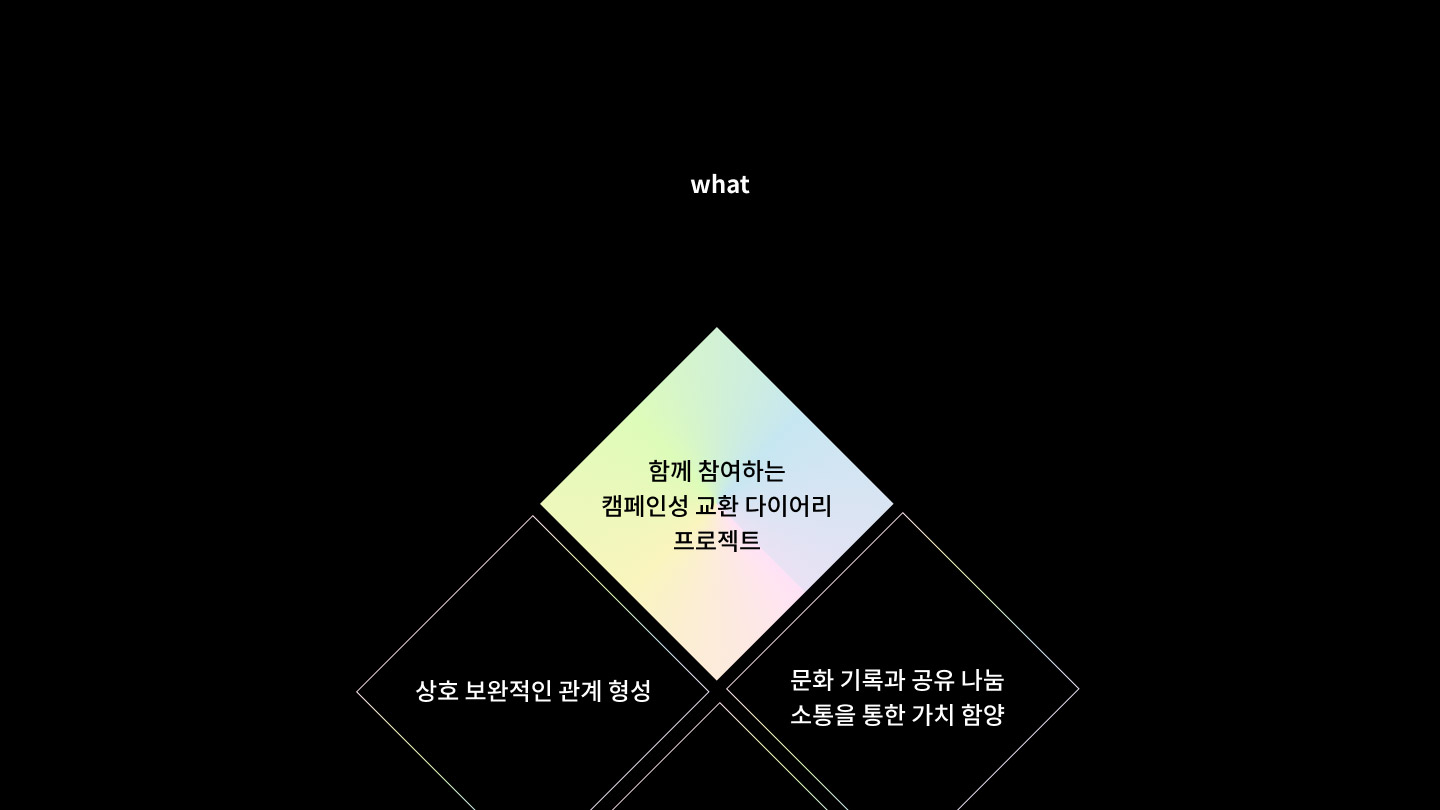 what
함께 참여하는
캠페인성 교환 다이어리
프로젝트
상호 보완적인 관계 형성
문화 기록과 공유 나눔
소통을 통한 가치 함양